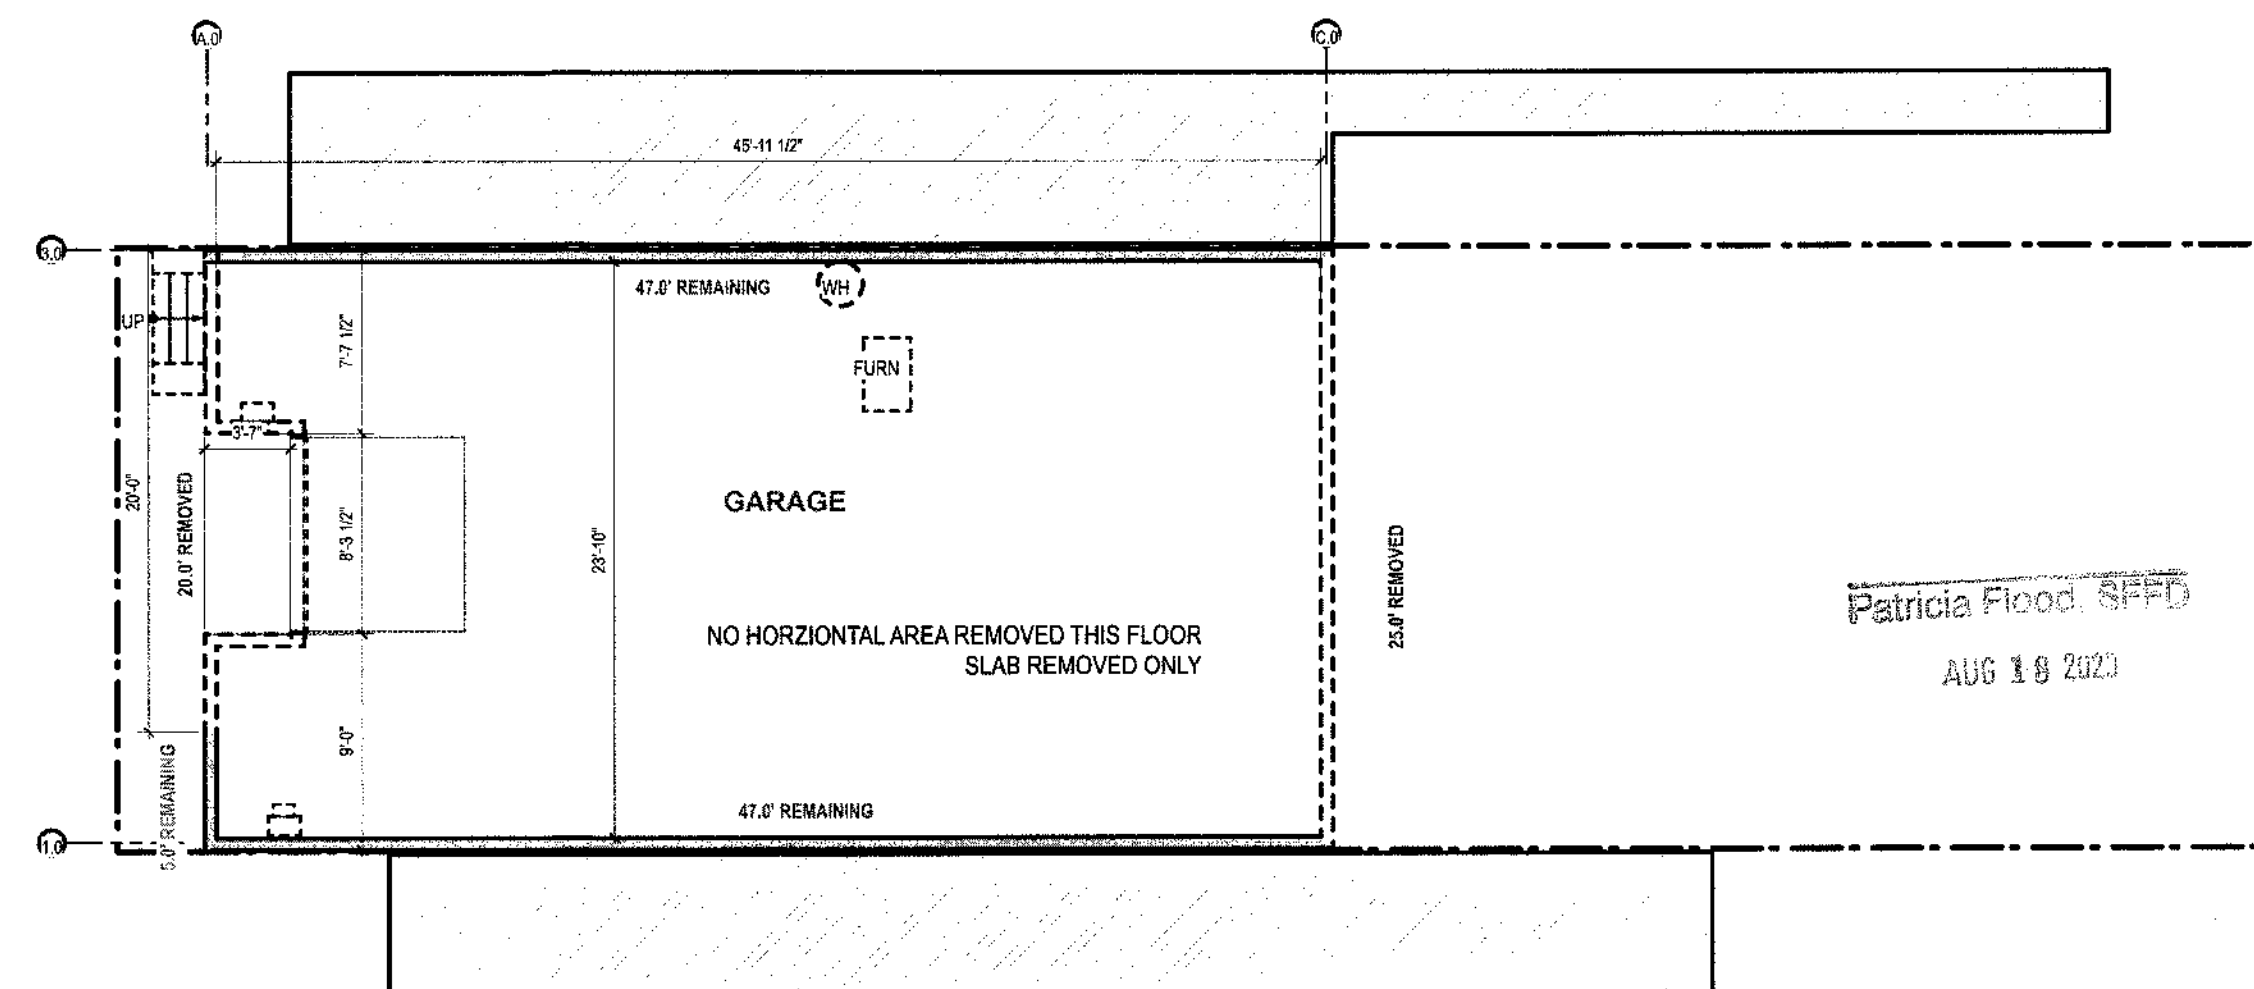 A.0
C.0
45'-11 1/2"
3.0
47.0' REMAINING
WH
UP
7'-7 1/2"
FURN
3'-7"
20'-0"
20.0' REMOVED
GARAGE
8'-3 1/2"
23'-10"
25.0' REMOVED
Patricia Flood, SFFD
NO HORZIONTAL AREA REMOVED THIS FLOOR
SLAB REMOVED ONLY
AUG 18 2020
9'-0"
5.0' REMAINING
47.0' REMAINING
1.0